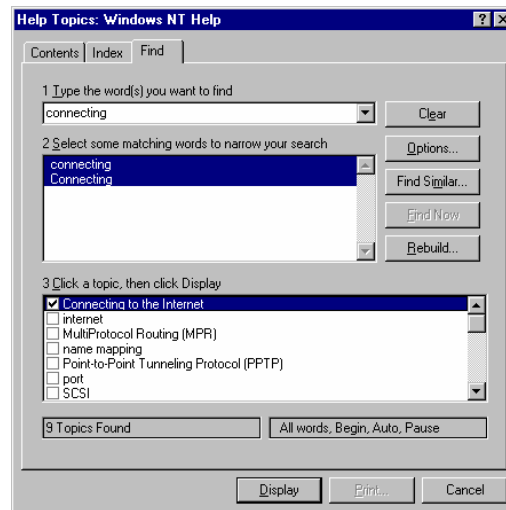 Help Topics: Windows NT Help
Contents Index Find
1 Type the word(s) you want to find
connecting
Clear
2 Select some matching words to narrow your search
connecting
Connecting
Options...
Find Similar...
Find Now
Rebuild...
3 Click a topic, then click Display
Connecting to the Internet
internet
MultiProtocol Routing (MPR)
name mapping
Point-to-Point Tunneling Protocol (PPTP)
port
SCSI
9 Topics Found
All words, Begin, Auto, Pause
Display Print... Cancel